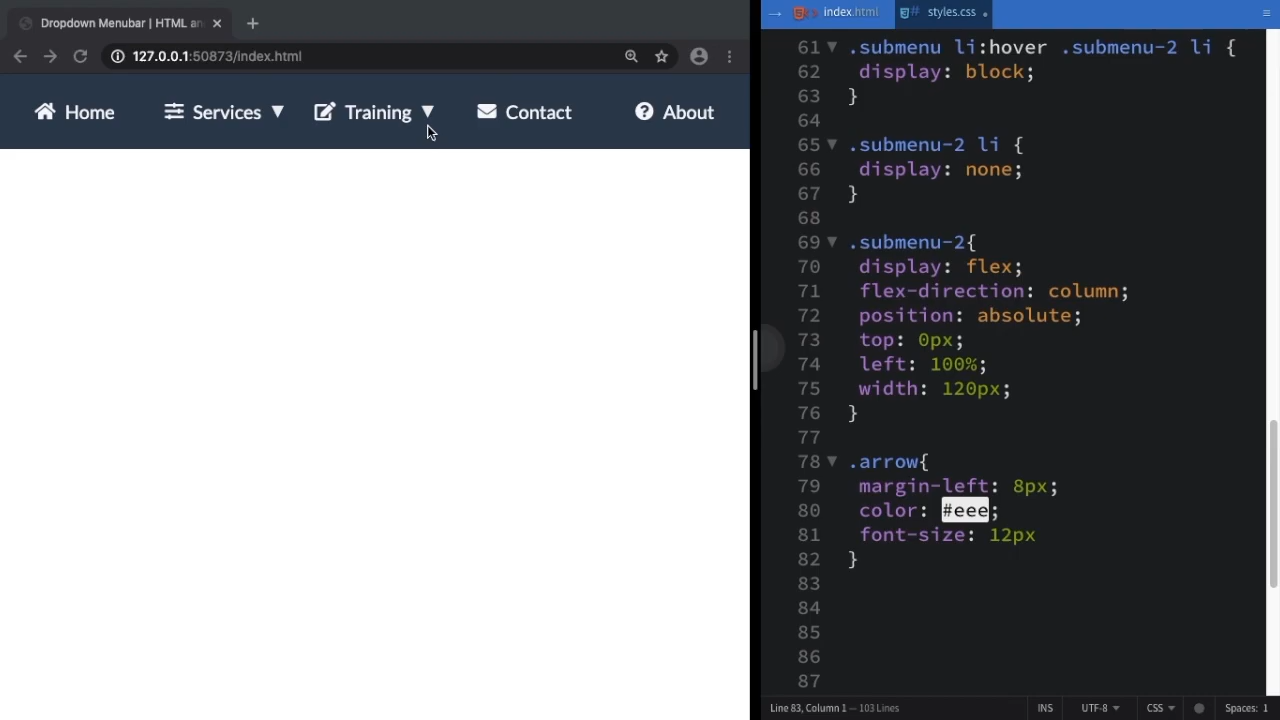 Dropdown Menubar | HTML an
127.0.0.1:50873/index.html
Home Services ▼ Training ▼ Contact About
index.html styles.css
61 .submenu li:hover .submenu-2 li {
62 display: block;
63 }
64
65 .submenu-2 li {
66 display: none;
67 }
68
69 .submenu-2{
70 display: flex;
71 flex-direction: column;
72 position: absolute;
73 top: 0px;
74 left: 100%;
75 width: 120px;
76 }
77
78 .arrow{
79 margin-left: 8px;
80 color: #eee;
81 font-size: 12px
82 }
83
84
85
86
87
Line 83, Column 1 — 103 Lines INS UTF-8 CSS Spaces: 1